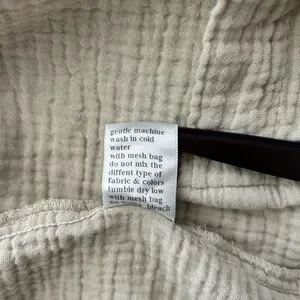 gentle machine
wash in cold
water
with mesh bag
do not mix the
diffent type of
fabric & colors
tumble dry low
with mesh bag
bleach